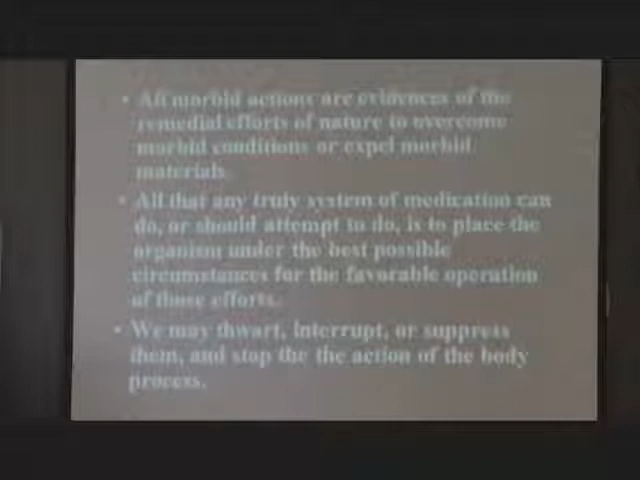 • All morbid actions are evidences of the
remedial efforts of nature to overcome
morbid conditions or expel morbid
materials.
• All that any truly system of medication can
do, or should attempt to do, is to place the
organism under the best possible
circumstances for the favorable operation
of those efforts.
• We may thwart, interrupt, or suppress
them, and stop the the action of the body
process.